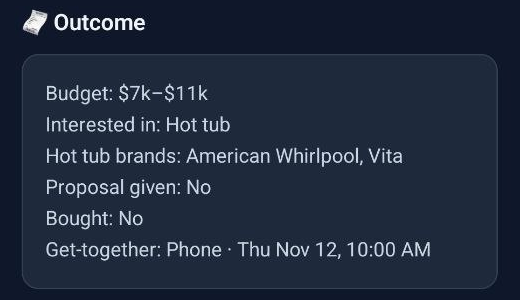 Outcome
Budget: $7k–$11k
Interested in: Hot tub
Hot tub brands: American Whirlpool, Vita
Proposal given: No
Bought: No
Get-together: Phone · Thu Nov 12, 10:00 AM